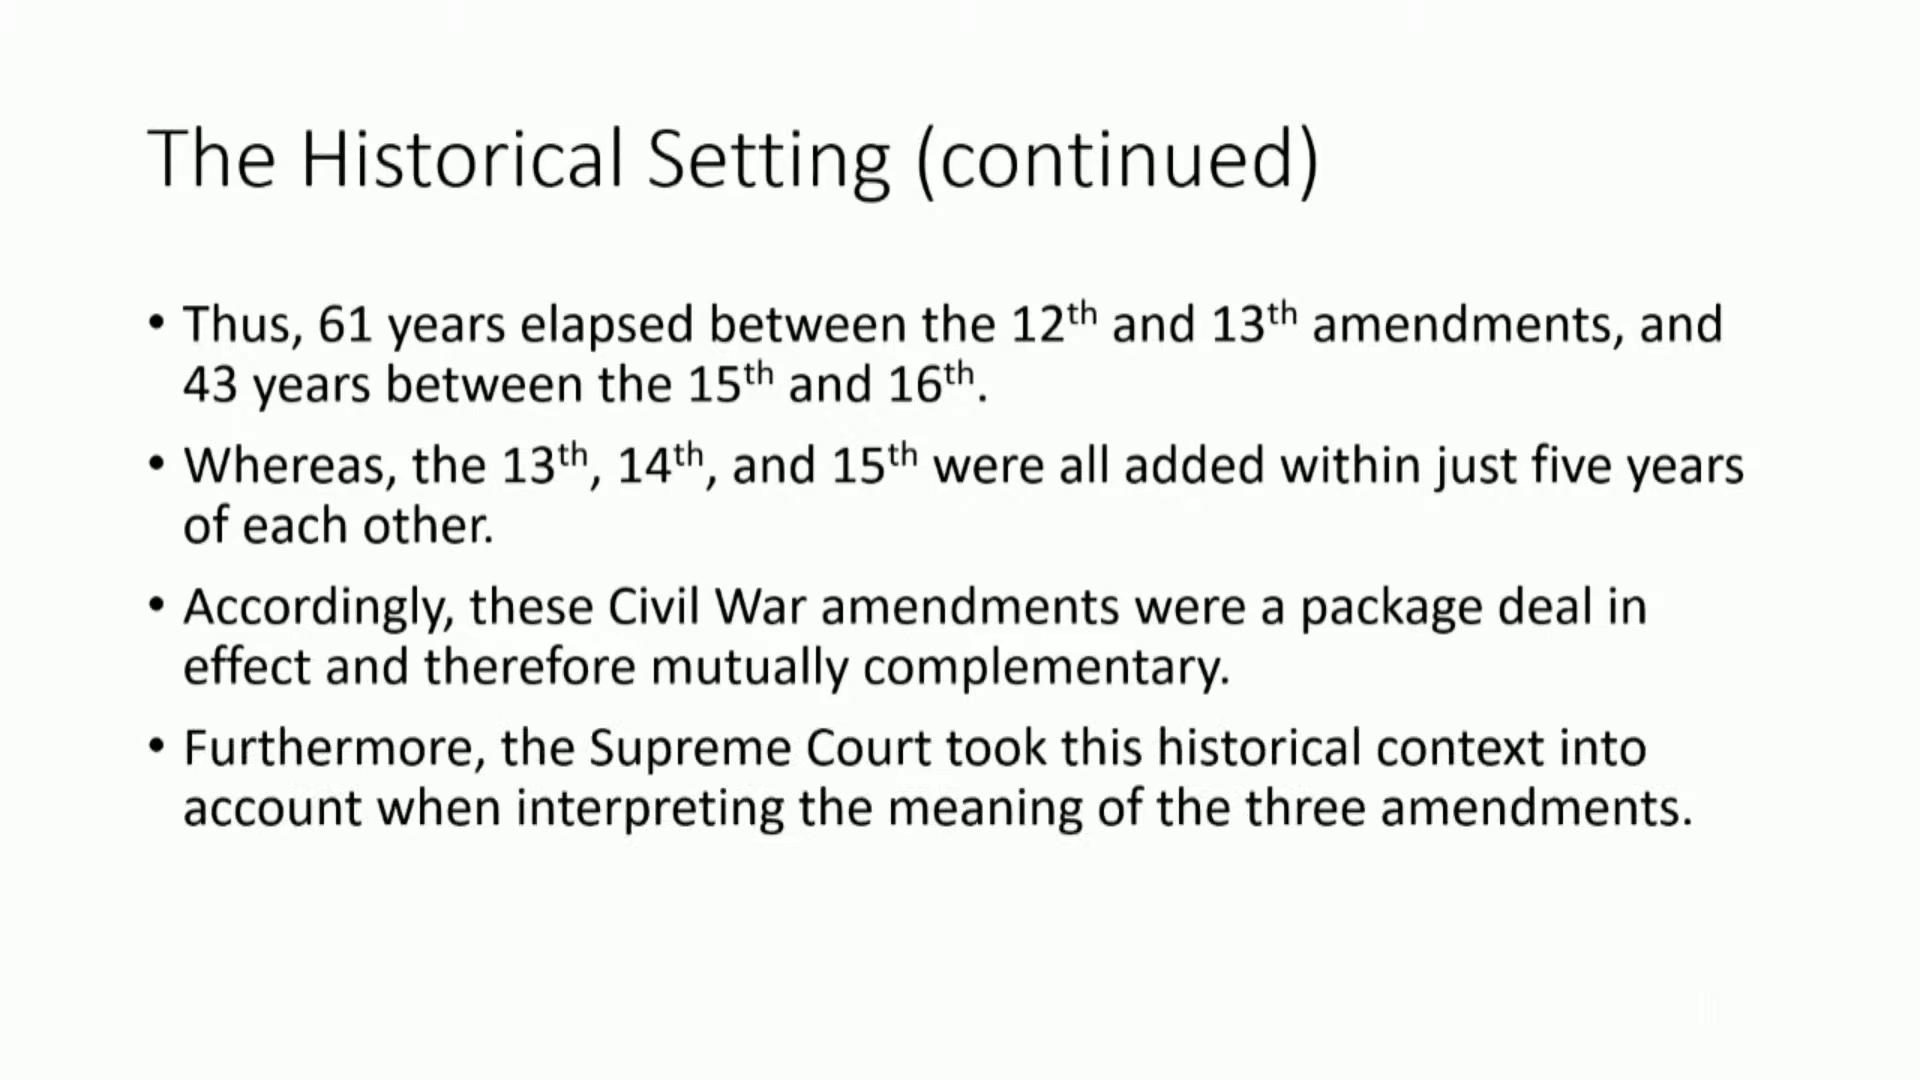 The Historical Setting (continued)
• Thus, 61 years elapsed between the 12th and 13th amendments, and
43 years between the 15th and 16th.
• Whereas, the 13th, 14th, and 15th were all added within just five years
of each other.
• Accordingly, these Civil War amendments were a package deal in
effect and therefore mutually complementary.
• Furthermore, the Supreme Court took this historical context into
account when interpreting the meaning of the three amendments.